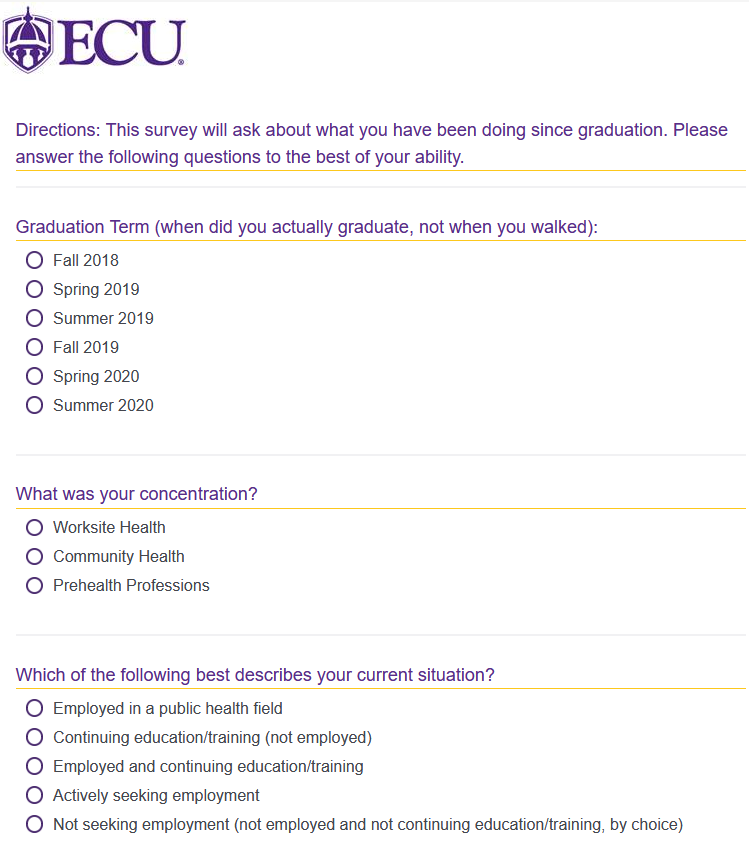 ECU
Directions: This survey will ask about what you have been doing since graduation. Please
answer the following questions to the best of your ability.
Graduation Term (when did you actually graduate, not when you walked):
Fall 2018
Spring 2019
Summer 2019
Fall 2019
Spring 2020
Summer 2020
What was your concentration?
Worksite Health
Community Health
Prehealth Professions
Which of the following best describes your current situation?
Employed in a public health field
Continuing education/training (not employed)
Employed and continuing education/training
Actively seeking employment
Not seeking employment (not employed and not continuing education/training, by choice)